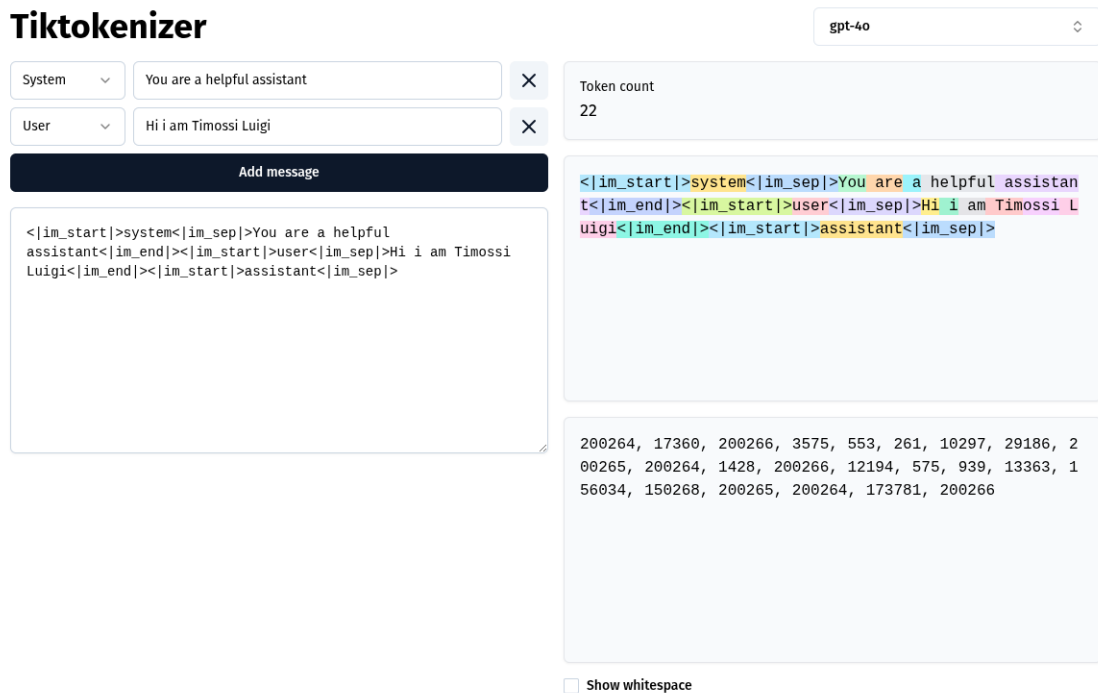 Tiktokenizer
gpt-4o
System
You are a helpful assistant
User
Hi i am Timossi Luigi
Add message
<|im_start|>system<|im_sep|>You are a helpful
assistant<|im_end|><|im_start|>user<|im_sep|>Hi i am Timossi
Luigi<|im_end|><|im_start|>assistant<|im_sep|>
Token count
22
<|im_start|>system<|im_sep|>You are a helpful assistan
t<|im_end|><|im_start|>user<|im_sep|>Hi i am Timossi L
uigi<|im_end|><|im_start|>assistant<|im_sep|>
200264, 17360, 200266, 3575, 553, 261, 10297, 29186, 2
00265, 200264, 1428, 200266, 12194, 575, 939, 13363, 1
56034, 150268, 200265, 200264, 173781, 200266
Show whitespace